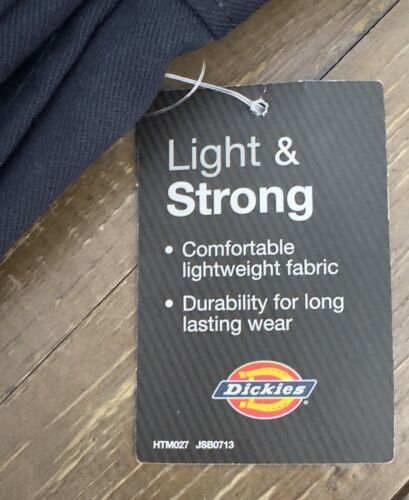 Light &
Strong
• Comfortable
lightweight fabric
• Durability for long
lasting wear
Dickies
®
HTM027 JSB0713